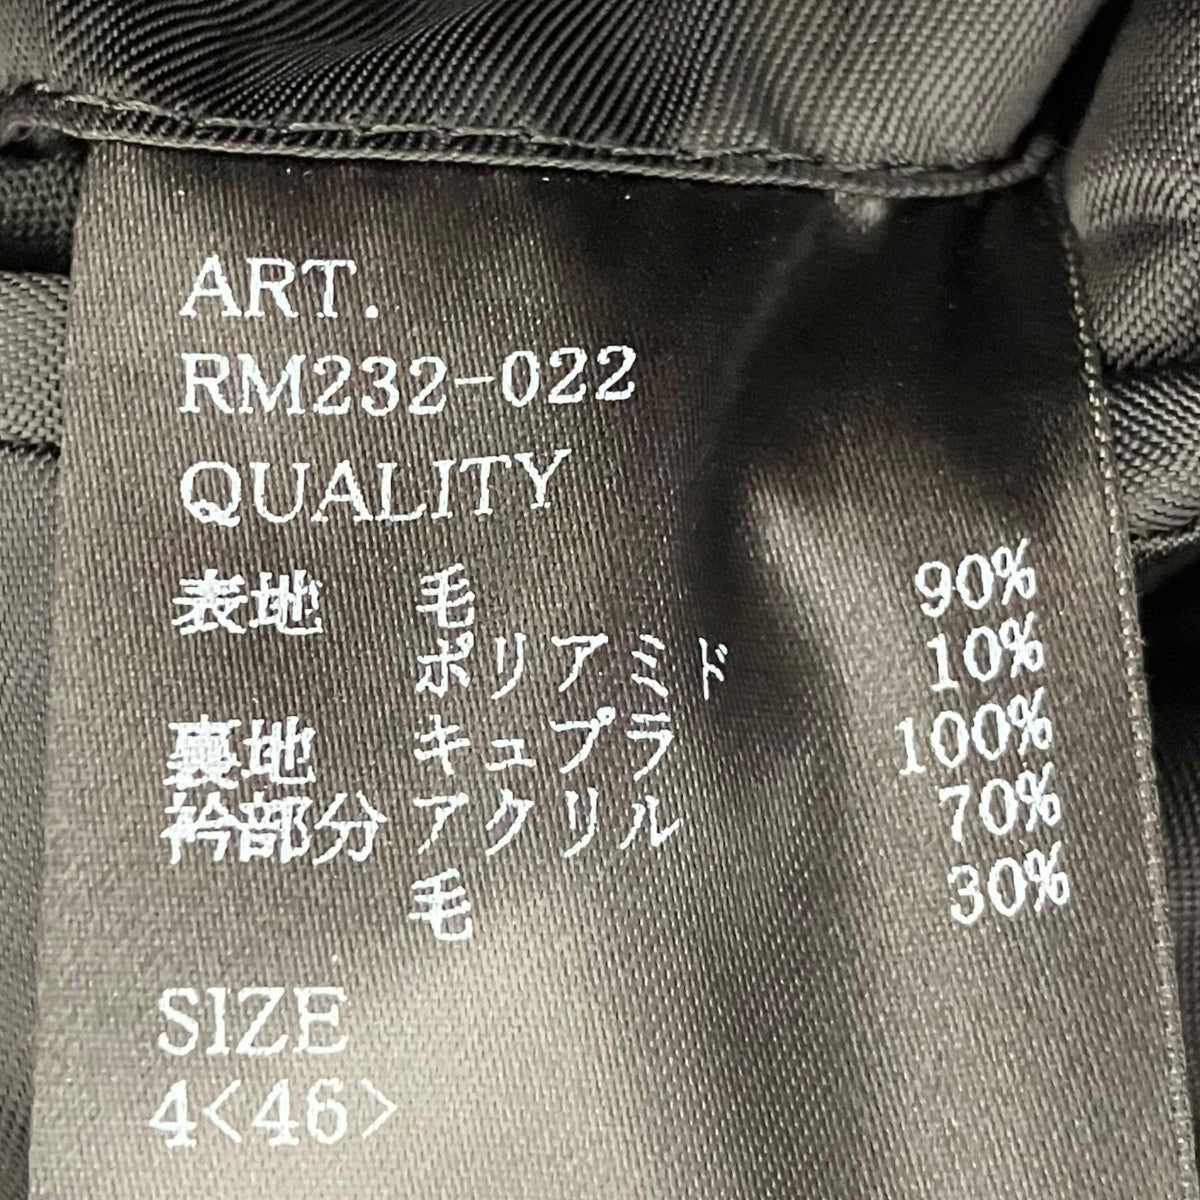 ART.
RM232-022
QUALITY
表地 毛 90%
ポリアミド 10%
裏地 キュプラ 100%
衿部分 アクリル 70%
毛 30%
SIZE
4<46>